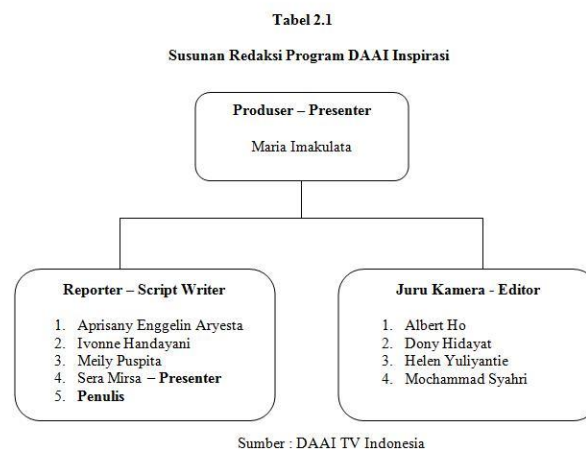 Tabel 2.1
Susunan Redaksi Program DAAI Inspirasi
Produser – Presenter
Maria Imakulata
Reporter – Script Writer
1. Aprisany Enggelin Aryesta
2. Ivonne Handayani
3. Meily Puspita
4. Sera Mirsa – Presenter
5. Penulis
Juru Kamera - Editor
1. Albert Ho
2. Dony Hidayat
3. Helen Yuliyantie
4. Mochammad Syahri
Sumber : DAAI TV Indonesia